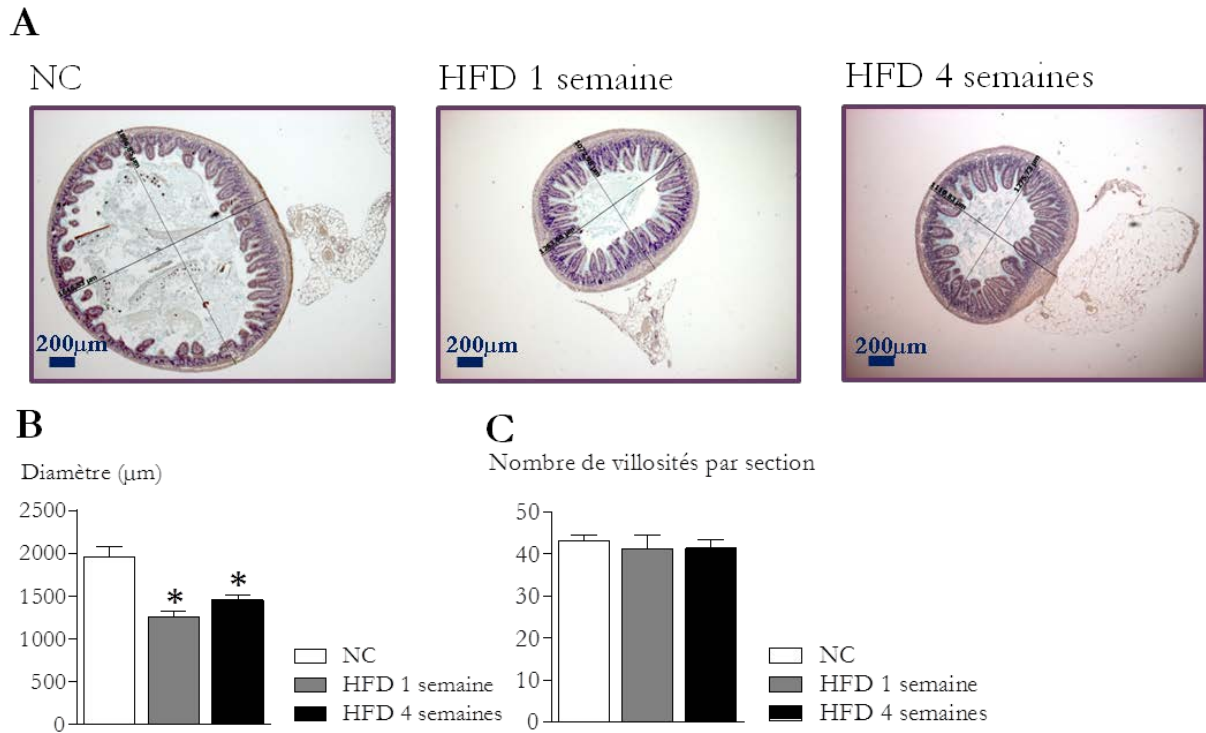 A
NC
HFD 1 semaine
HFD 4 semaines
200µm
200µm
200µm
B
Diamètre (µm)
2500
2000
1500
1000
500
0
*
*
NC
HFD 1 semaine
HFD 4 semaines
C
Nombre de villosités par section
50
40
30
20
10
0
NC
HFD 1 semaine
HFD 4 semaines